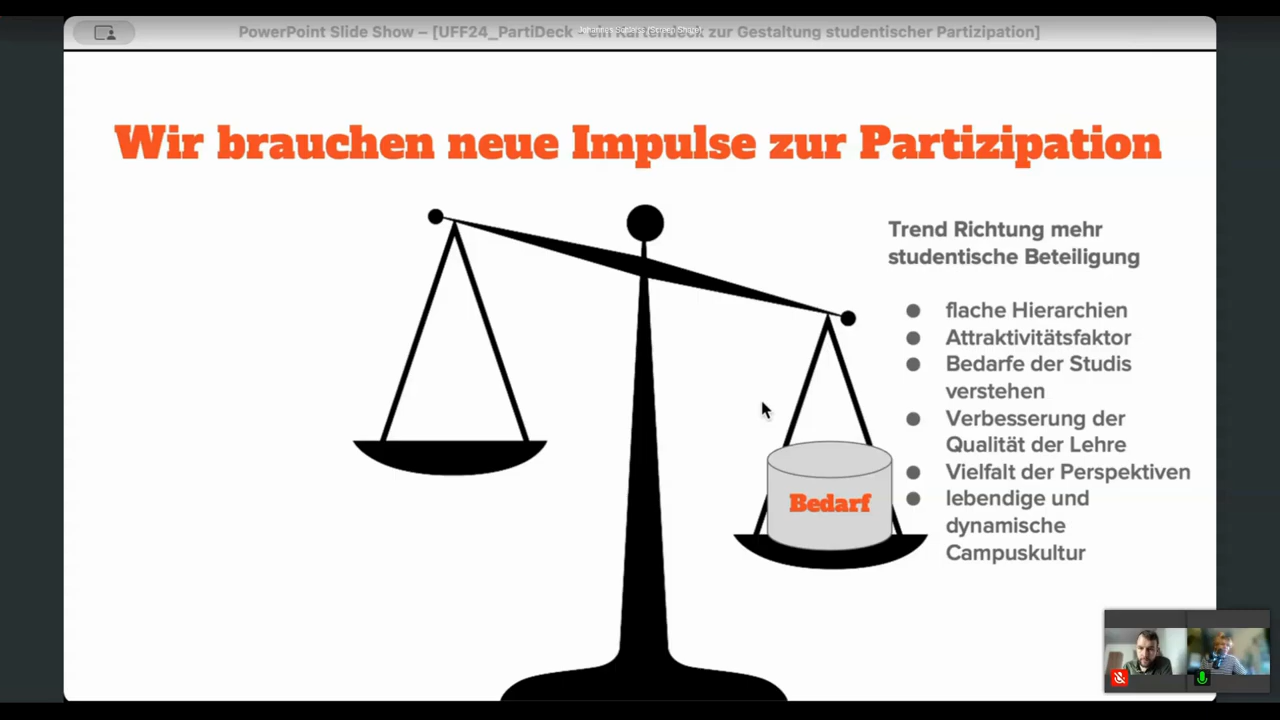 PowerPoint Slide Show – [UFF24_PartiDeck - ein Kartendeck zur Gestaltung studentischer Partizipation]
Wir brauchen neue Impulse zur Partizipation
Trend Richtung mehr
studentische Beteiligung
flache Hierarchien
Attraktivitätsfaktor
Bedarfe der Studis
verstehen
Verbesserung der
Qualität der Lehre
Vielfalt der Perspektiven
lebendige und
dynamische
Campuskultur
Bedarf